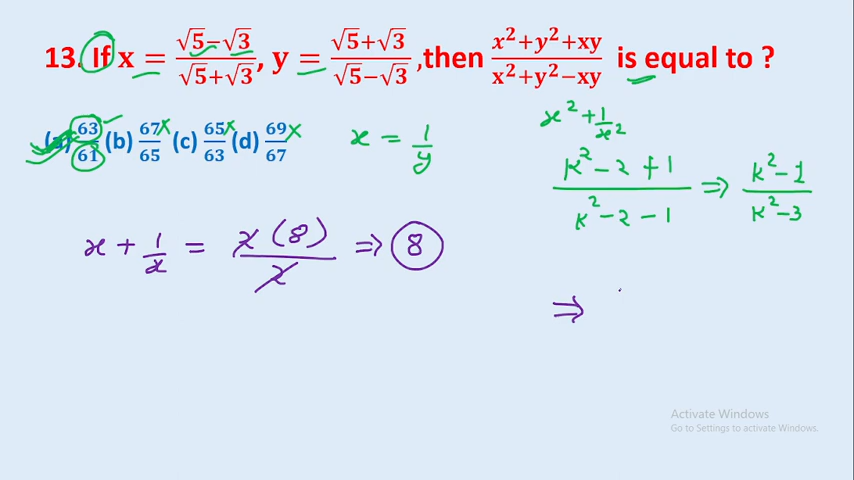 13. If x = (√5−√3)/(√5+√3), y = (√5+√3)/(√5−√3) ,then (x²+y²+xy)/(x²+y²−xy) is equal to ?
(a) 63/61 (b) 67/65 (c) 65/63 (d) 69/67
x = 1/y
x² + 1/x²
(K² − 2 + 1)/(K² − 2 − 1) ⇒ (K² − 1)/(K² − 3)
x + 1/x = 2(8)/2 ⇒ 8
⇒
Activate Windows
Go to Settings to activate Windows.